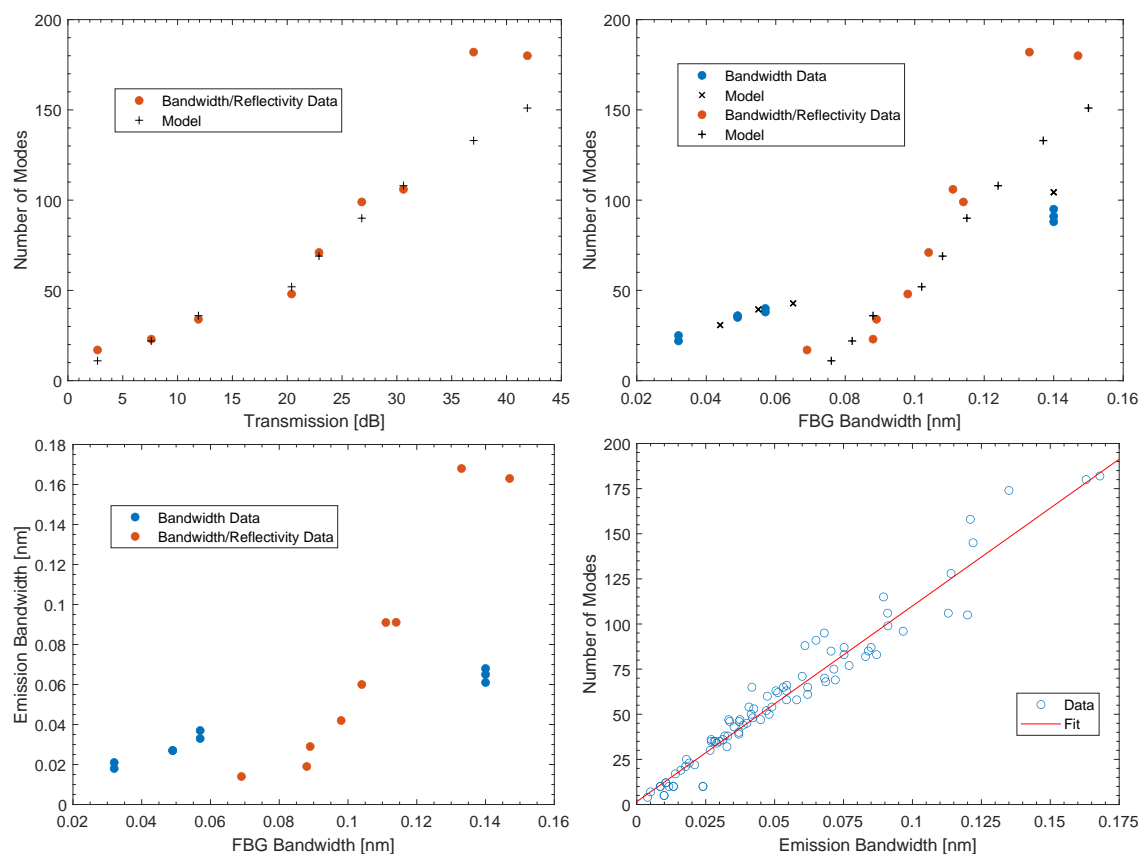 200
150
100
50
0
Number of Modes
Bandwidth/Reflectivity Data
Model
0 5 10 15 20 25 30 35 40 45
Transmission [dB]
200
150
100
50
0
Number of Modes
Bandwidth Data
Model
Bandwidth/Reflectivity Data
Model
0.02 0.04 0.06 0.08 0.1 0.12 0.14 0.16
FBG Bandwidth [nm]
0.18
0.16
0.14
0.12
0.1
0.08
0.06
0.04
0.02
0
Emission Bandwidth [nm]
Bandwidth Data
Bandwidth/Reflectivity Data
0.02 0.04 0.06 0.08 0.1 0.12 0.14 0.16
FBG Bandwidth [nm]
200
175
150
125
100
75
50
25
0
Number of Modes
Data
Fit
0 0.025 0.05 0.075 0.1 0.125 0.15 0.175
Emission Bandwidth [nm]